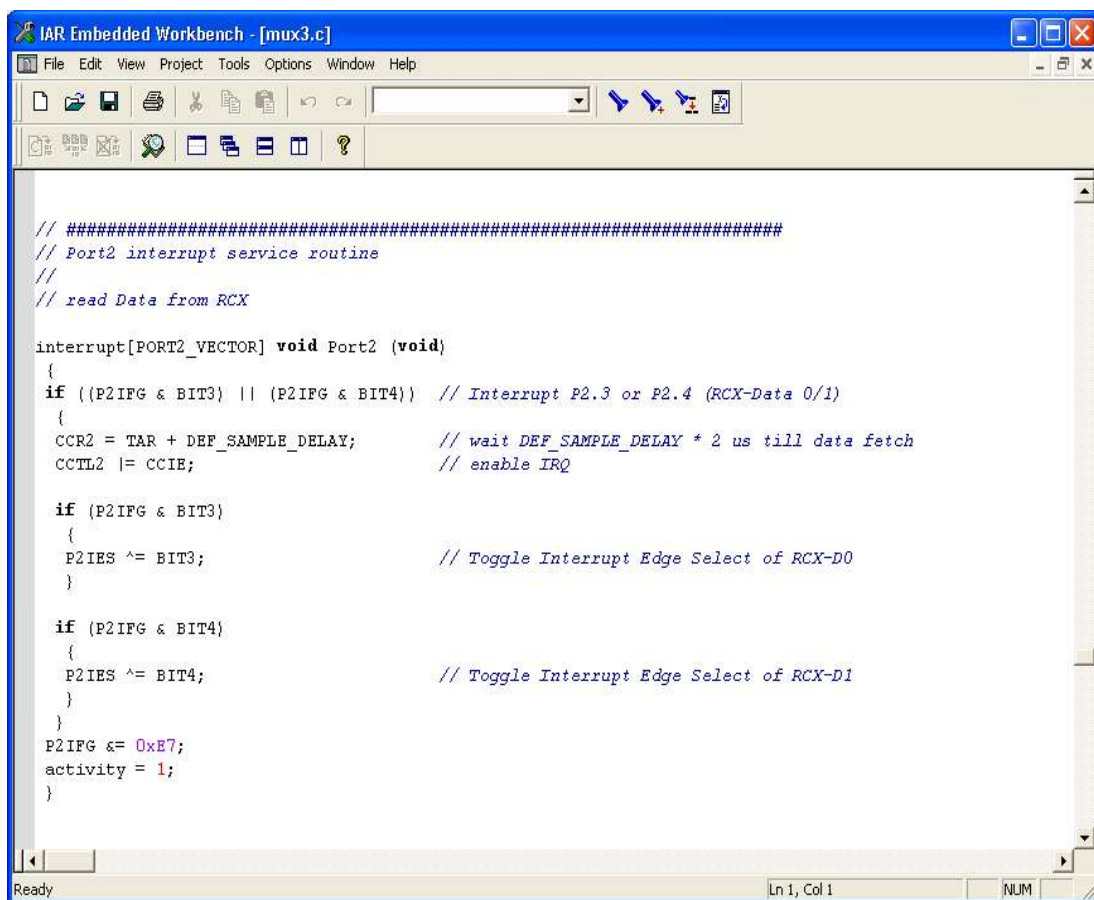 IAR Embedded Workbench - [mux3.c]
File Edit View Project Tools Options Window Help
// ######################################################################
// Port2 interrupt service routine
//
// read Data from RCX
interrupt[PORT2_VECTOR] void Port2 (void)
{
if ((P2IFG & BIT3) || (P2IFG & BIT4)) // Interrupt P2.3 or P2.4 (RCX-Data 0/1)
{
CCR2 = TAR + DEF_SAMPLE_DELAY; // wait DEF_SAMPLE_DELAY * 2 us till data fetch
CCTL2 |= CCIE; // enable IRQ
if (P2IFG & BIT3)
{
P2IES ^= BIT3; // Toggle Interrupt Edge Select of RCX-D0
}
if (P2IFG & BIT4)
{
P2IES ^= BIT4; // Toggle Interrupt Edge Select of RCX-D1
}
}
P2IFG &= 0xE7;
activity = 1;
}
Ready Ln 1, Col 1 NUM